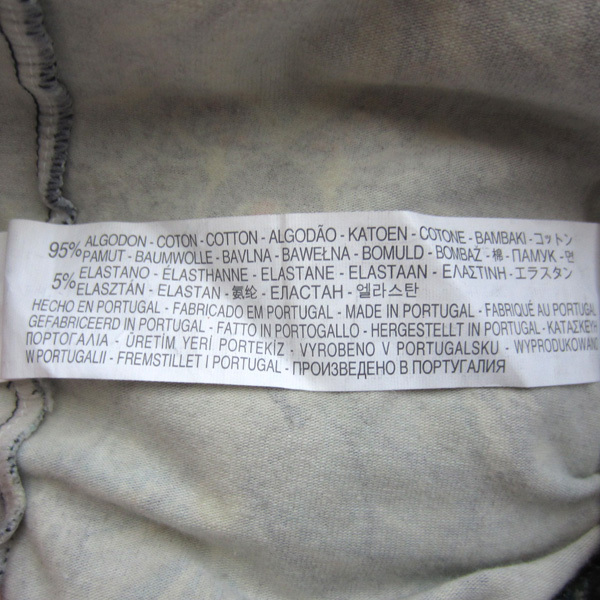 95% ALGODON - COTON - COTTON - ALGODÃO - KATOEN - COTONE - BAMBAKI - コットン
PAMUT - BAUMWOLLE - BAVLNA - BAWEŁNA - BOMULD - BOMBAŻ - 棉 - ПАМУК - 면
5% ELASTANO - ÉLASTHANNE - ELASTANE - ELASTAAN - ΕΛΑΣΤΙΝΗ - エラスタン
ELASZTÁN - ELASTAN - 氨纶 - ЕЛАСТАН - 엘라스탄
HECHO EN PORTUGAL - FABRICADO EM PORTUGAL - MADE IN PORTUGAL - FABRIQUÉ AU PORTUGAL
GEFABRICEERD IN PORTUGAL - FATTO IN PORTOGALLO - HERGESTELLT IN PORTUGAL - ΚΑΤΑΣΚΕΥΗ
ΠΟΡΤΟΓΑΛΙΑ - ÜRETİM YERİ PORTEKİZ - VYROBENO V PORTUGALSKU - WYPRODUKOWANO
W PORTUGALII - FREMSTILLET I PORTUGAL - ПРОИЗВЕДЕНО В ПОРТУГАЛИЯ